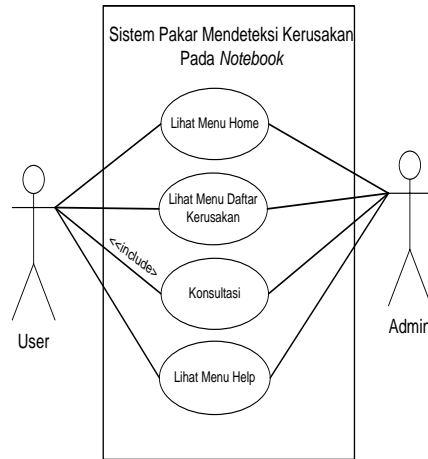 Sistem Pakar Mendeteksi Kerusakan
Pada Notebook
Lihat Menu Home
Lihat Menu Daftar
Kerusakan
<<include>
Konsultasi
Lihat Menu Help
User
Admin